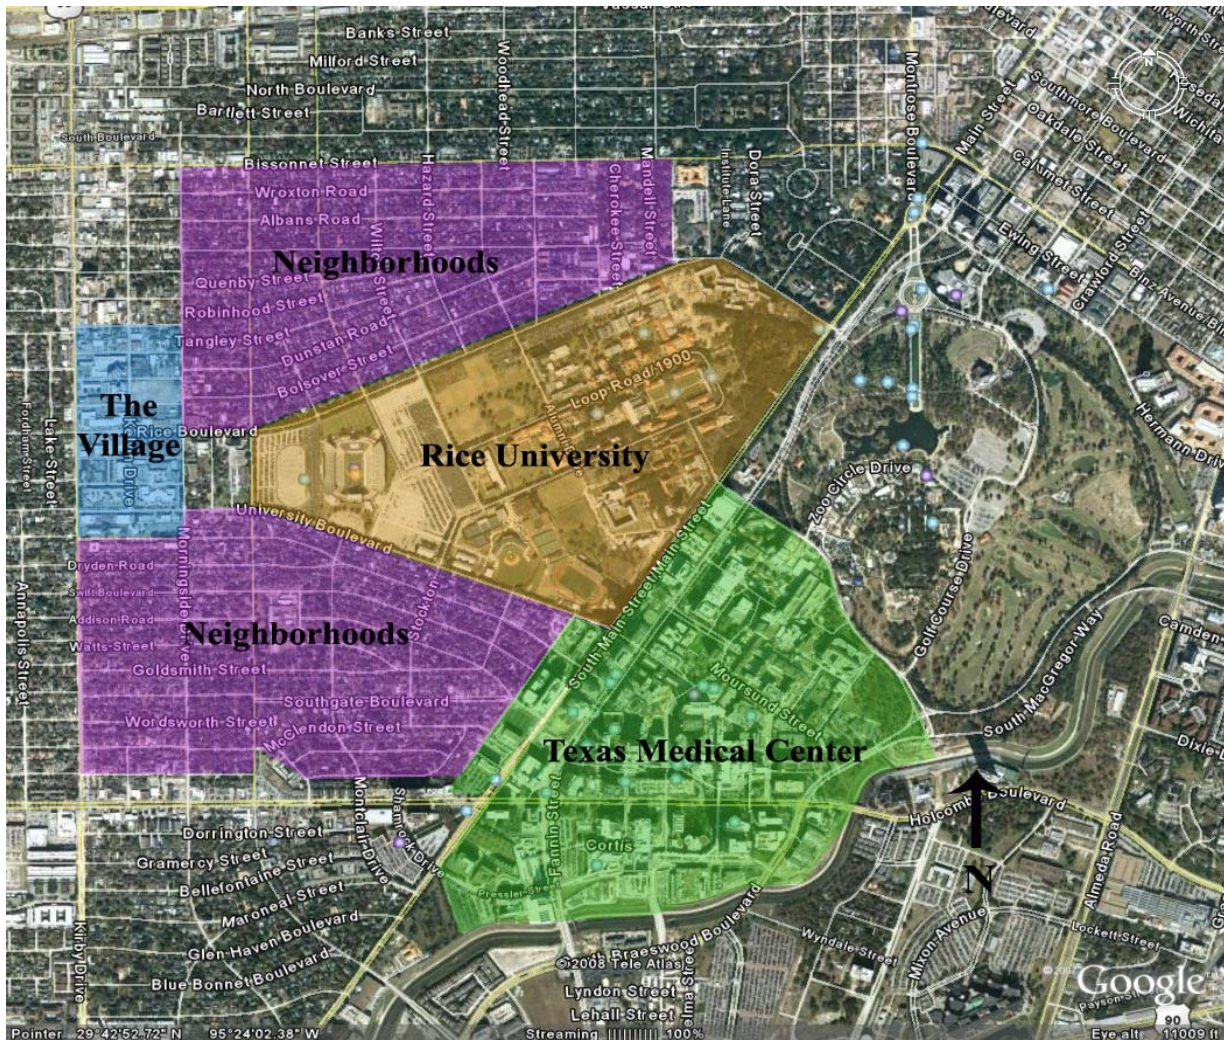 Banks Street
Milford Street
North Boulevard
Bartlett Street
South Boulevard
Bissonnet Street
Wroxton Road
Albans Road
Hazard Street
Woodhead Street
Cherokee Street
Mandell Street
Institute Lane
Dora Street
Montrose Boulevard
Main Street
Southmore Boulevard
Oakdale Street
Calumet Street
Wichita
Ewing Street
Crawford Street
Binz Avenue
Hermann Driv
N
Neighborhoods
Quenby Street
Robinhood Street
Tangley Street
Dunstan Road
Bolsover Street
The
Village
Rice Boulevard
Drive
Fordham Street
Lake Street
Rice University
Loop Road/1900
Zoo Circle Drive
Golf Course Drive
University Boulevard
Dryden Road
Swift Boulevard
Addison Road
Watts Street
Morningside Drive
Stockton
Annapolis Street
Neighborhoods
Goldsmith Street
Southgate Boulevard
Wordsworth Street
McClendon Street
South Main Street/Main Street
Moursund Street
Texas Medical Center
South MacGregor Way
Camden
Dixie
Holcombe Boulevard
Almeda Road
N
Dorrington Street
Gramercy Street
Bellefontaine Street
Maroneal Street
Glen Haven Boulevard
Blue Bonnet Boulevard
Kirby Drive
Montclair Drive
Shamrock Drive
Fannin Street
Cortis
Pressler Stre
Braeswood Boulevard
Wyndale Street
Mixon Avenue
Lockett Street
©2008 Tele Atlas
Lyndon Street
Lehall Street
Google
90
Pointer 29°42'52.72" N 95°24'02.38" W
Streaming |||||||||| 100%
Eye alt 11009 ft